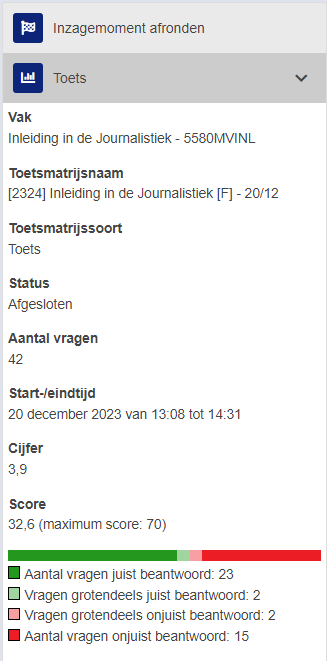 Inzagemoment afronden
Toets
Vak
Inleiding in de Journalistiek - 5580MVINL
Toetsmatrijsnaam
[2324] Inleiding in de Journalistiek [F] - 20/12
Toetsmatrijssoort
Toets
Status
Afgesloten
Aantal vragen
42
Start-/eindtijd
20 december 2023 van 13:08 tot 14:31
Cijfer
3,9
Score
32,6 (maximum score: 70)
Aantal vragen juist beantwoord: 23
Vragen grotendeels juist beantwoord: 2
Vragen grotendeels onjuist beantwoord: 2
Aantal vragen onjuist beantwoord: 15